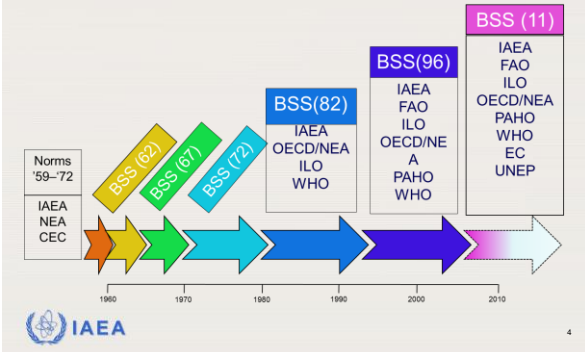 Norms
'59–'72
IAEA
NEA
CEC
BSS (62)
BSS (67)
BSS (72)
BSS(82)
IAEA
OECD/NEA
ILO
WHO
BSS(96)
IAEA
FAO
ILO
OECD/NE
A
PAHO
WHO
BSS (11)
IAEA
FAO
ILO
OECD/NEA
PAHO
WHO
EC
UNEP
1960
1970
1980
1990
2000
2010
IAEA
4